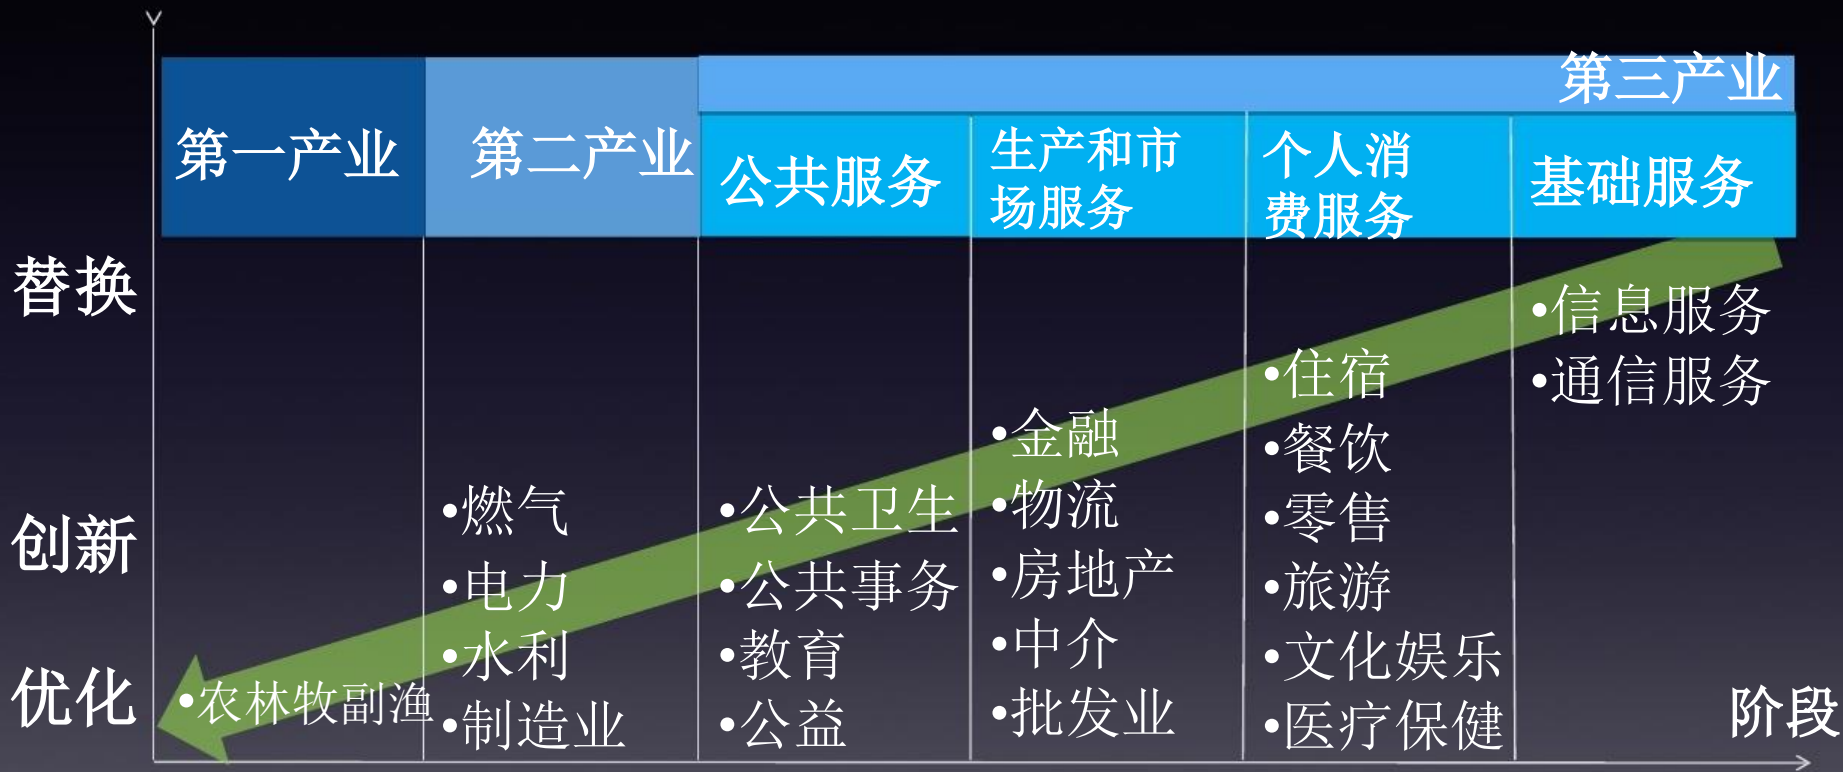 第三产业
第一产业
第二产业
公共服务
生产和市
场服务
个人消
费服务
基础服务
替换
创新
优化
•农林牧副渔
•燃气
•电力
•水利
•制造业
•公共卫生
•公共事务
•教育
•公益
•金融
•物流
•房地产
•中介
•批发业
•住宿
•餐饮
•零售
•旅游
•文化娱乐
•医疗保健
•信息服务
•通信服务
阶段